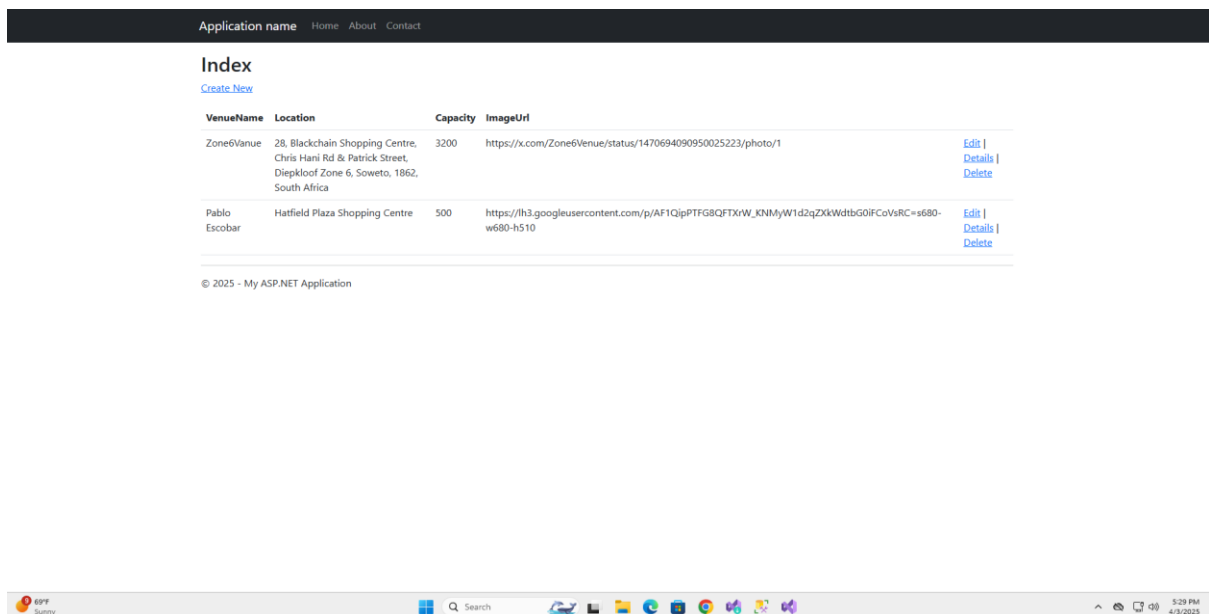 Application name Home About Contact
Index
Create New
VenueName Location Capacity ImageUrl
Zone6Vanue 28, Blackchain Shopping Centre, 3200 https://x.com/Zone6Venue/status/1470694090950025223/photo/1 Edit |
Chris Hani Rd & Patrick Street, Details |
Diepkloof Zone 6, Soweto, 1862, Delete
South Africa
Pablo Hatfield Plaza Shopping Centre 500 https://lh3.googleusercontent.com/p/AF1QipPTFG8QFTXrW_KNMyW1d2qZXkWdtbG0iFCoVsRC=s680- Edit |
Escobar w680-h510 Details |
Delete
© 2025 - My ASP.NET Application
9 69°F Search 5:29 PM
Sunny 4/3/2025